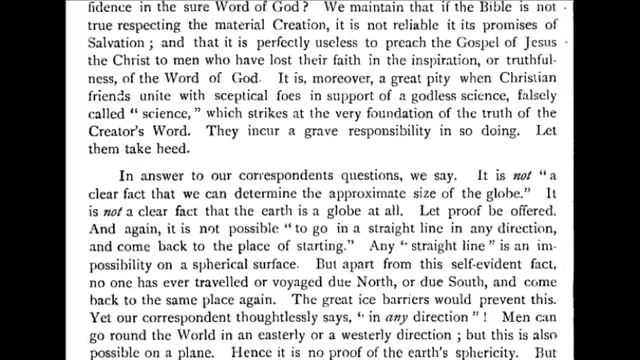 fidence in the sure Word of God? We maintain that if the Bible is not
true respecting the material Creation, it is not reliable it its promises of
Salvation ; and that it is perfectly useless to preach the Gospel of Jesus
the Christ to men who have lost their faith in the inspiration, or truthful-
ness, of the Word of God. It is, moreover, a great pity when Christian
friends unite with sceptical foes in support of a godless science, falsely
called “ science,” which strikes at the very foundation of the truth of the
Creator's Word. They incur a grave responsibility in so doing. Let
them take heed.
In answer to our correspondents questions, we say. It is not “ a
clear fact that we can determine the approximate size of the globe.” It
is not a clear fact that the earth is a globe at all. Let proof be offered.
And again, it is not possible “ to go in a straight line in any direction,
and come back to the place of starting.” Any “ straight line ” is an im-
possibility on a spherical surface. But apart from this self-evident fact,
no one has ever travelled or voyaged due North, or due South, and come
back to the same place again. The great ice barriers would prevent this.
Yet our correspondent thoughtlessly says, “ in any direction ” ! Men can
go round the World in an easterly or a westerly direction ; but this is also
possible on a plane. Hence it is no proof of the earth's sphericity. But